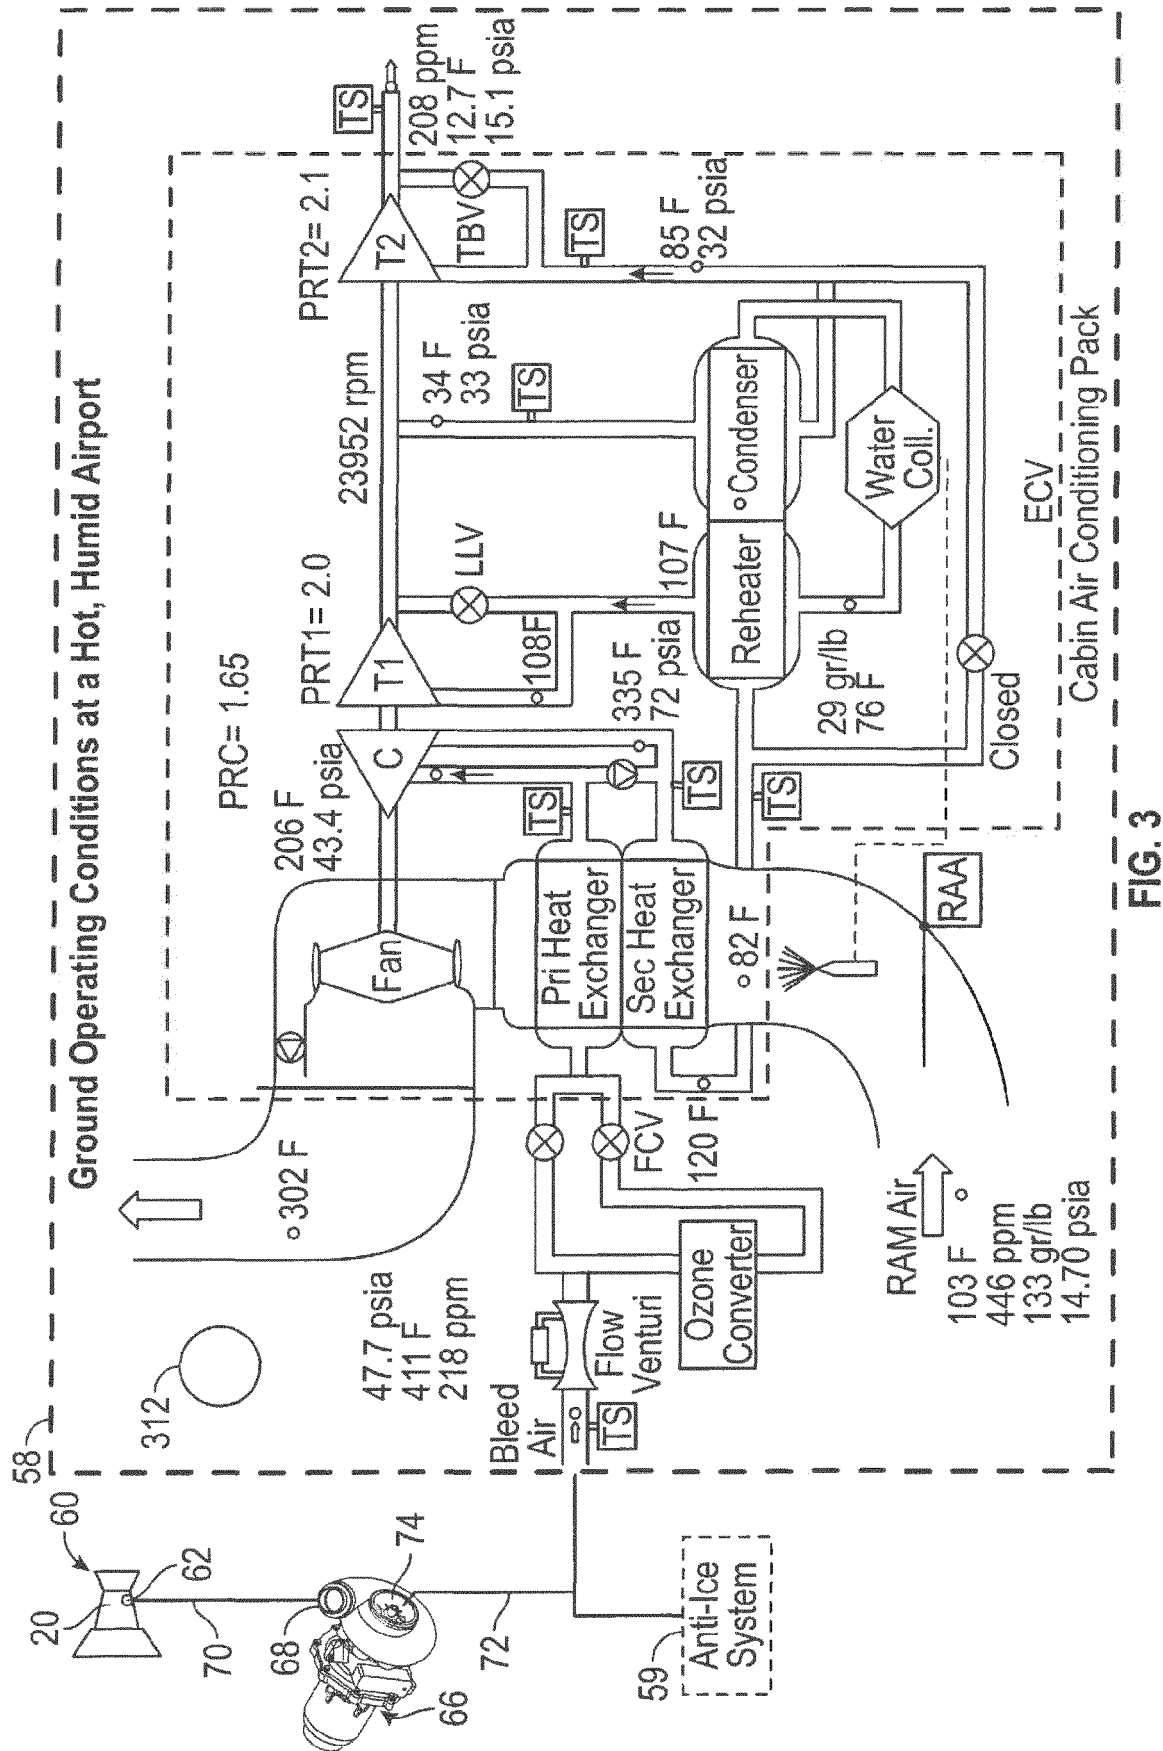 Ground Operating Conditions at a Hot, Humid Airport
58
312
60
20
62
70
68
74
66
72
59
Anti-Ice
System
47.7 psia
411 F
218 ppm
Bleed
Air
TS
Flow
Venturi
Ozone
Converter
302 F
FCV
120 F
RAM Air
103 F
446 ppm
133 gr/lb
14.70 psia
Fan
Pri Heat
Exchanger
Sec Heat
Exchanger
82 F
RAA
206 F
43.4 psia
PRC= 1.65
C
TS
TS
TS
335 F
72 psia
PRT1= 2.0
T1
108F
LLV
107 F
Reheater
Condenser
29 gr/lb
76 F
Water
Coll.
Closed
ECV
Cabin Air Conditioning Pack
23952 rpm
34 F
33 psia
TS
PRT2= 2.1
T2
TBV
TS
85 F
32 psia
TS
208 ppm
12.7 F
15.1 psia
FIG. 3